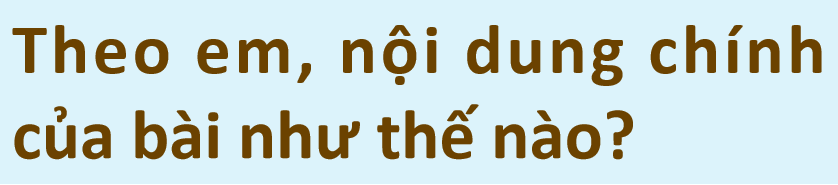 Theo em, nội dung chính
của bài như thế nào?